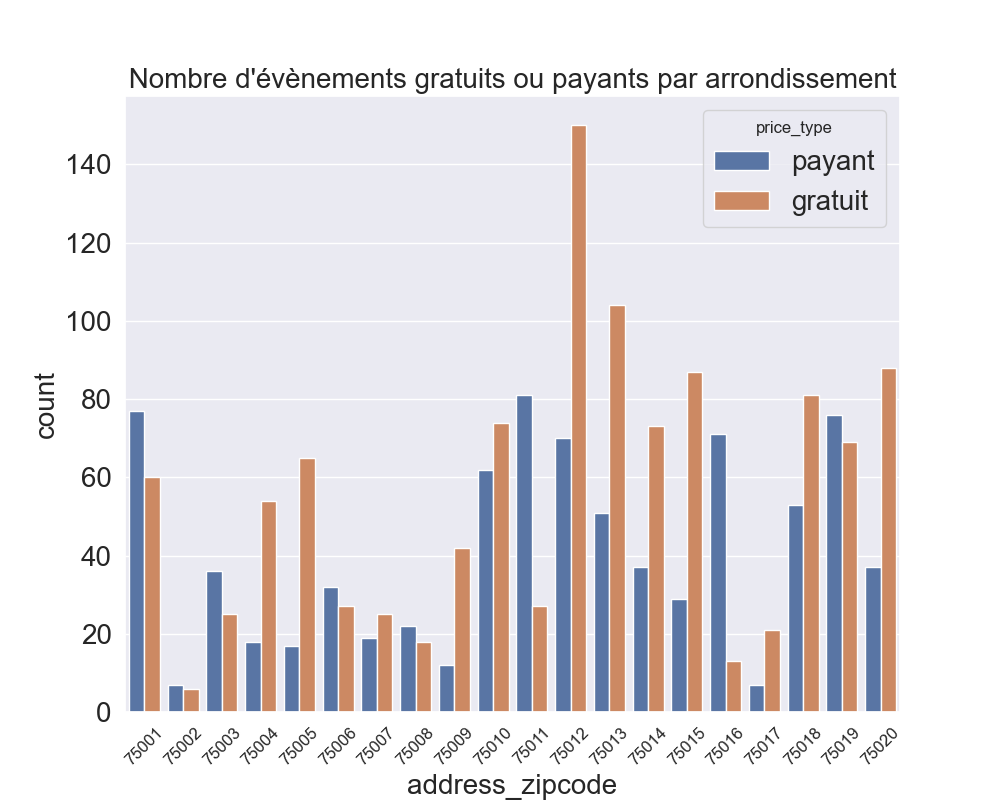 Nombre d'évènements gratuits ou payants par arrondissement
price_type
payant
gratuit
count
140
120
100
80
60
40
20
0
75001 75002 75003 75004 75005 75006 75007 75008 75009 75010 75011 75012 75013 75014 75015 75016 75017 75018 75019 75020
address_zipcode